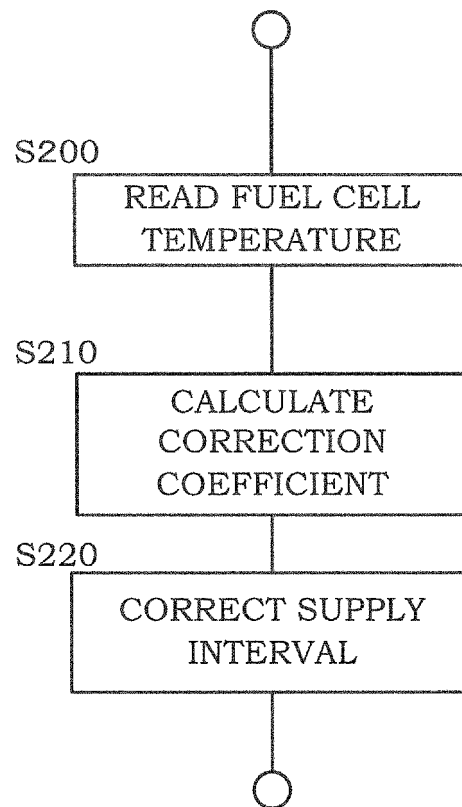 S200
READ FUEL CELL
TEMPERATURE
S210
CALCULATE
CORRECTION
COEFFICIENT
S220
CORRECT SUPPLY
INTERVAL